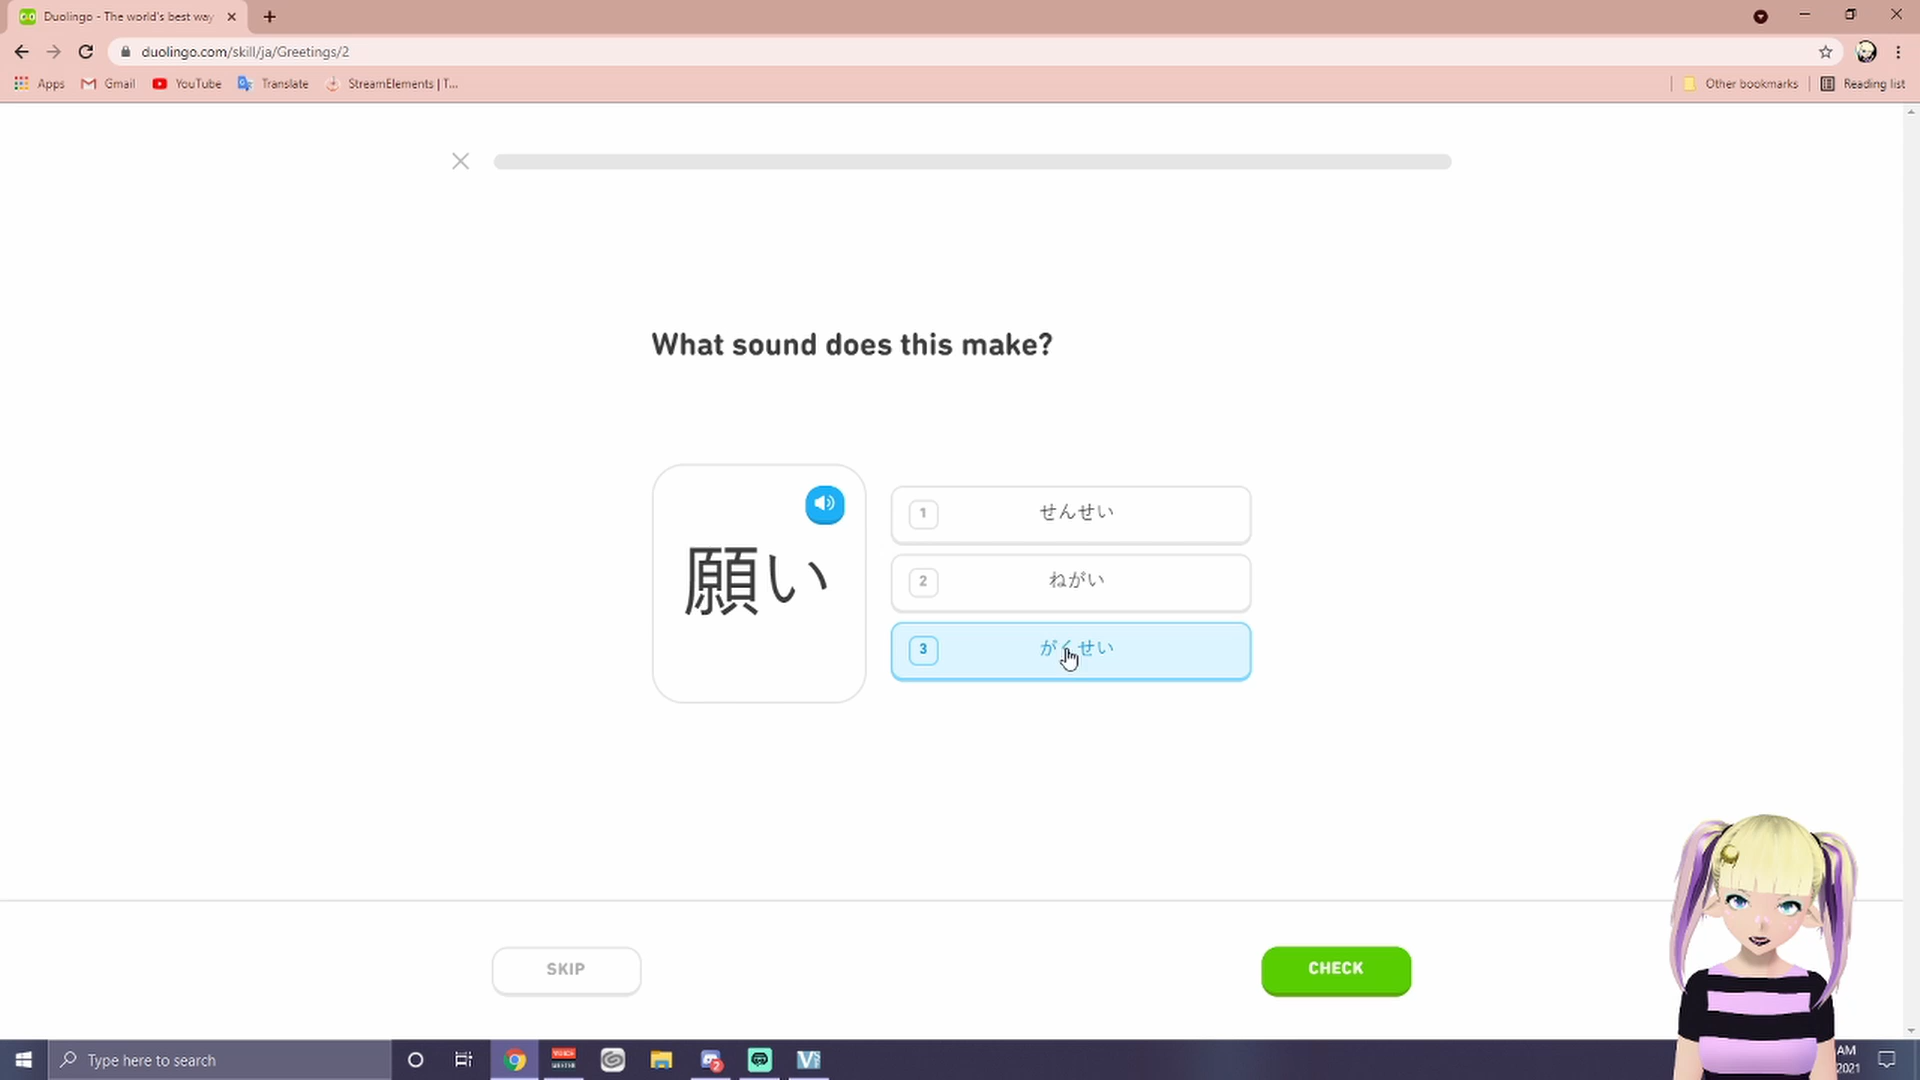 Duolingo - The world's best way
duolingo.com/skill/ja/Greetings/2
Apps Gmail YouTube Translate StreamElements | T... Other bookmarks Reading list
What sound does this make?
願い
1 せんせい
2 ねがい
3 がくせい
SKIP CHECK
Type here to search
AM
2021